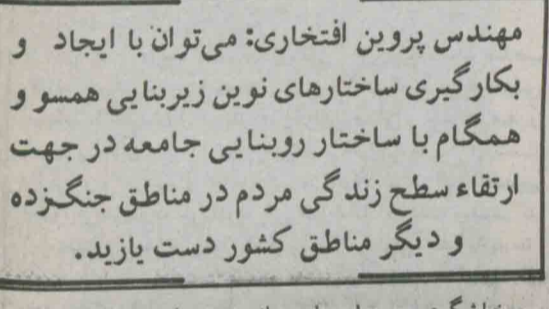 مهندس پروین افتخاری: می‌توان با ایجاد و
بکارگیری ساختارهای نوین زیربنایی همسو و
همگام با ساختار روبنایی جامعه در جهت
ارتقاء سطح زندگی مردم در مناطق جنگزده
و دیگر مناطق کشور دست یازید.